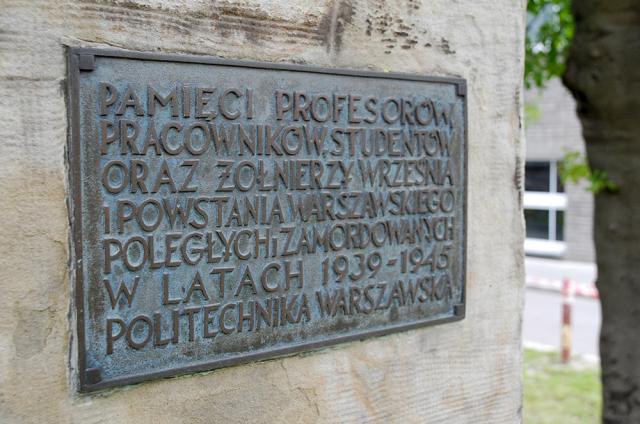 PAMIĘCI PROFESORÓW,
PRACOWNIKÓW, STUDENTÓW
ORAZ ŻOŁNIERZY WRZEŚNIA
I POWSTANIA WARSZAWSKIEGO
POLEGŁYCH I ZAMORDOWANYCH
W LATACH 1939-1945
POLITECHNIKA WARSZAWSKA